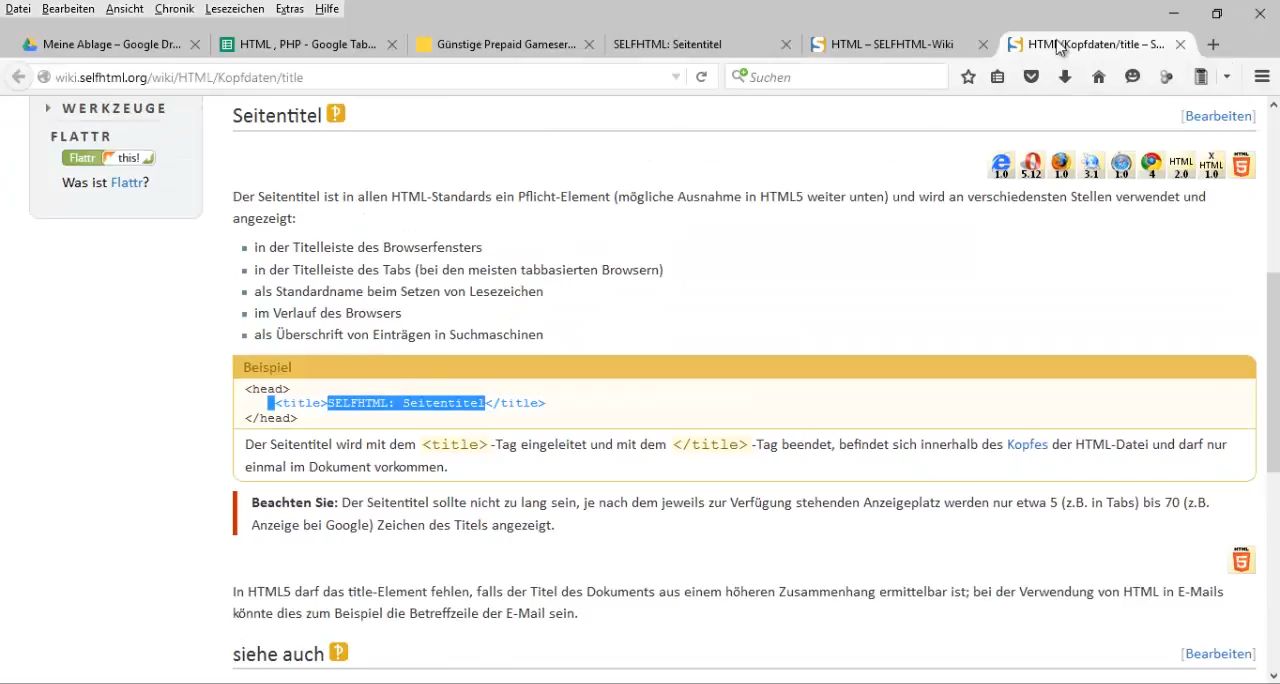 Datei Bearbeiten Ansicht Chronik Lesezeichen Extras Hilfe
Meine Ablage – Google Dr... HTML , PHP - Google Tab... Günstige Prepaid Gameser... SELFHTML: Seitentitel HTML – SELFHTML-Wiki HTML/Kopfdaten/title – S...
wiki.selfhtml.org/wiki/HTML/Kopfdaten/title Suchen
WERKZEUGE
FLATTR
Flattr this!
Was ist Flattr?
Seitentitel [Bearbeiten]
1.0 5.12 1.0 3.1 1.0 4 HTML 2.0 X HTML 1.0 HTML 5
Der Seitentitel ist in allen HTML-Standards ein Pflicht-Element (mögliche Ausnahme in HTML5 weiter unten) und wird an verschiedensten Stellen verwendet und
angezeigt:
in der Titelleiste des Browserfensters
in der Titelleiste des Tabs (bei den meisten tabbasierten Browsern)
als Standardname beim Setzen von Lesezeichen
im Verlauf des Browsers
als Überschrift von Einträgen in Suchmaschinen
Beispiel
<head>
<title>SELFHTML: Seitentitel</title>
</head>
Der Seitentitel wird mit dem <title>-Tag eingeleitet und mit dem </title>-Tag beendet, befindet sich innerhalb des Kopfes der HTML-Datei und darf nur
einmal im Dokument vorkommen.
Beachten Sie: Der Seitentitel sollte nicht zu lang sein, je nach dem jeweils zur Verfügung stehenden Anzeigeplatz werden nur etwa 5 (z.B. in Tabs) bis 70 (z.B.
Anzeige bei Google) Zeichen des Titels angezeigt.
HTML 5
In HTML5 darf das title-Element fehlen, falls der Titel des Dokuments aus einem höheren Zusammenhang ermittelbar ist; bei der Verwendung von HTML in E-Mails
könnte dies zum Beispiel die Betreffzeile der E-Mail sein.
siehe auch [Bearbeiten]